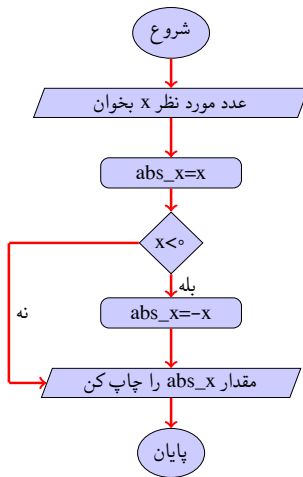 شروع
عدد مورد نظر x بخوان
abs_x=x
x<۰
بله
نه
abs_x=−x
مقدار abs_x را چاپ کن
پایان